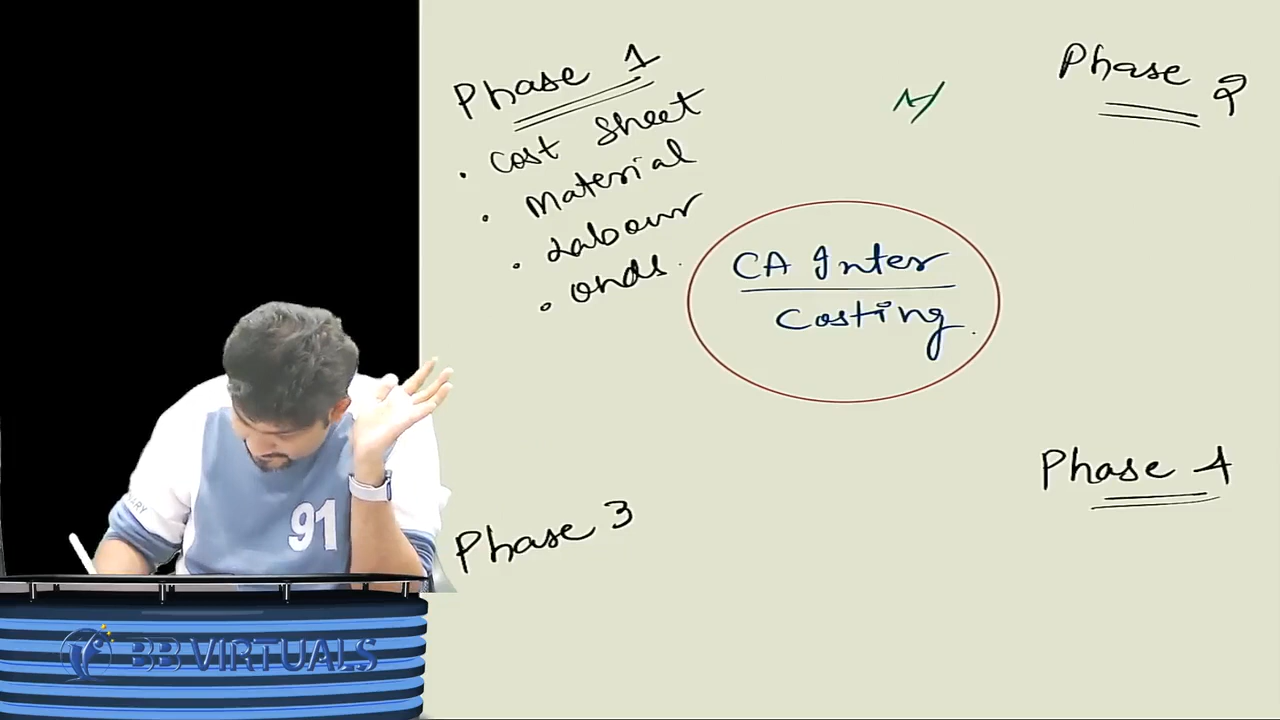 Phase 1
. Cost Sheet
. Material
. Labour
. OHDs.
Phase 2
CA Inter
Costing.
Phase 3
Phase 4
91
BB VIRTUALS